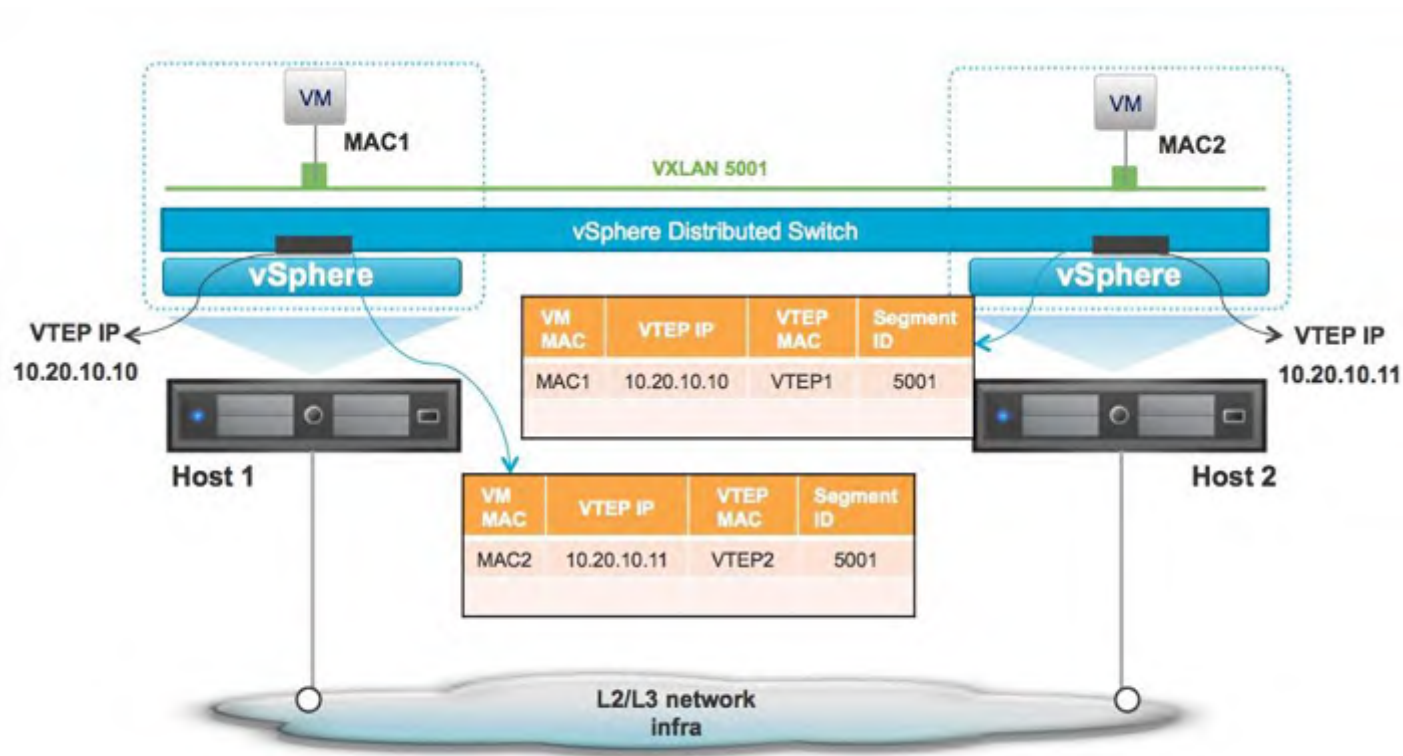 VM
VM
MAC1
MAC2
VXLAN 5001
vSphere Distributed Switch
vSphere
vSphere
VTEP IP
10.20.10.10
VM MAC VTEP IP VTEP MAC Segment ID
MAC1 10.20.10.10 VTEP1 5001
VTEP IP
10.20.10.11
Host 1
Host 2
VM MAC VTEP IP VTEP MAC Segment ID
MAC2 10.20.10.11 VTEP2 5001
L2/L3 network
infra